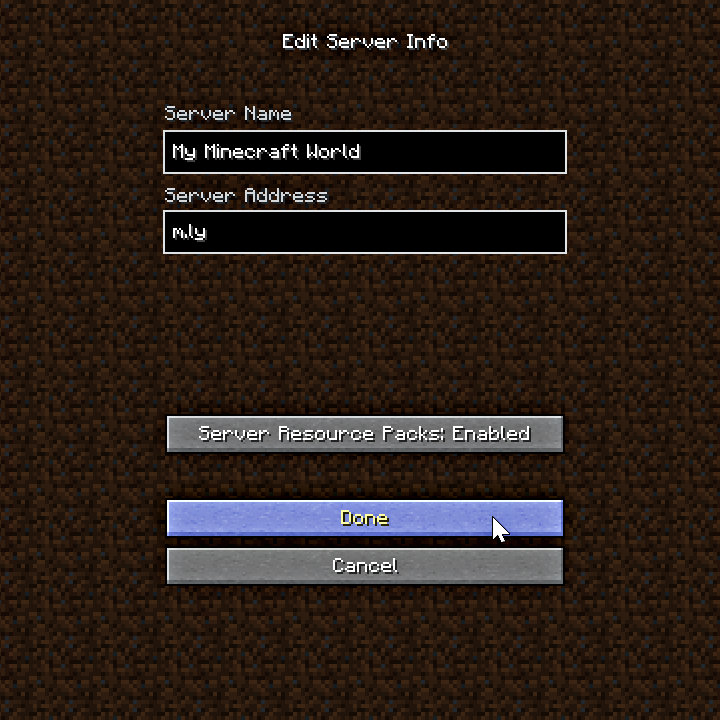 Edit Server Info
Server Name
My Minecraft World
Server Address
m.ly
Server Resource Packs: Enabled
Done
Cancel